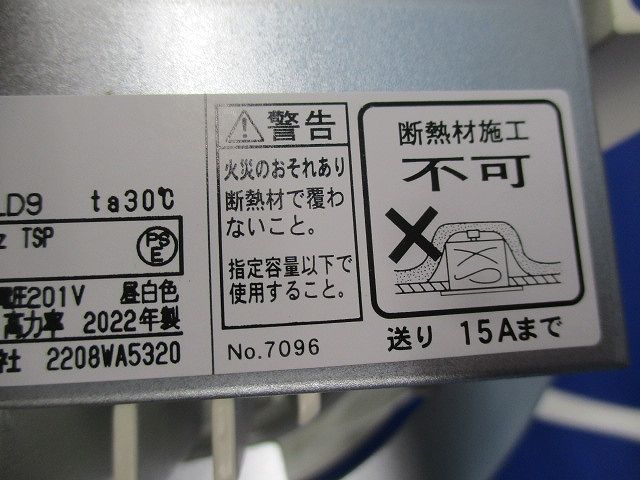 LD9 ta30℃
z TSP
PS
E
電圧201V 昼白色
高力率 2022年製
社 2208WA5320
警告
火災のおそれあり
断熱材で覆わ
ないこと。
指定容量以下で
使用すること。
No.7096
断熱材施工
不可
送り 15Aまで